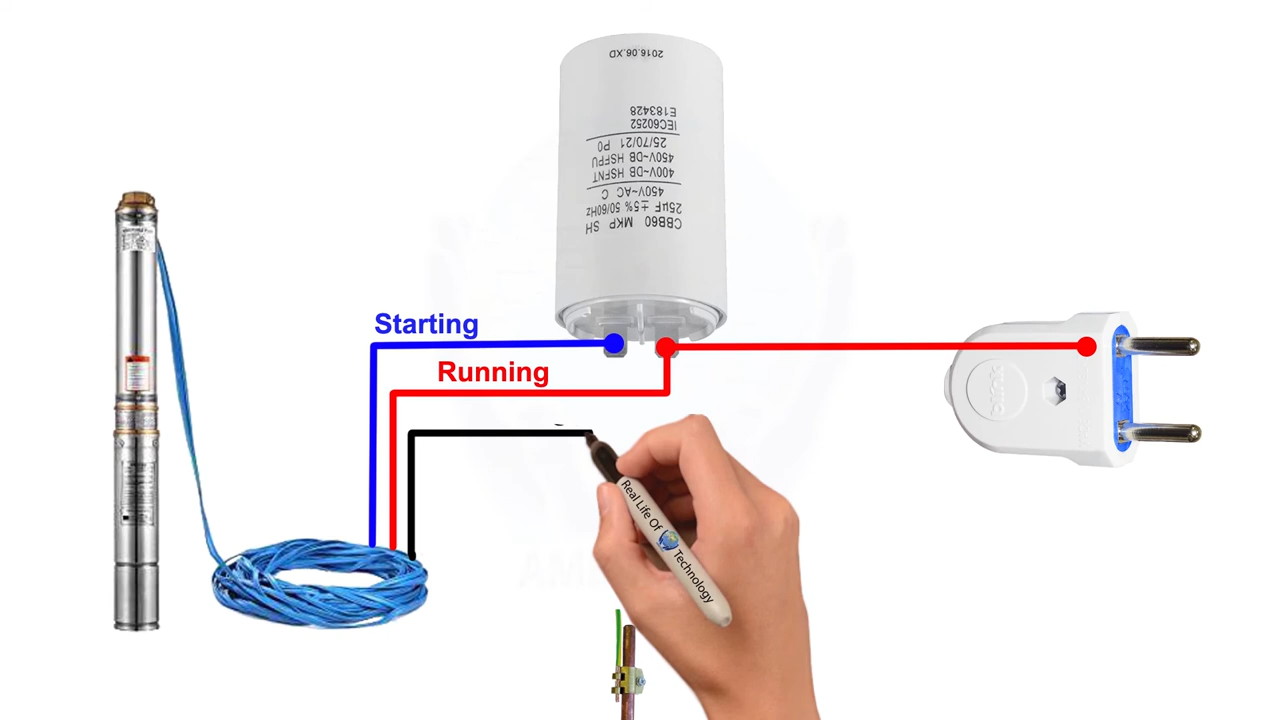 2016.06.XD
E183428
IEC60252
25/70/21 P0
450V~DB HSFPU
400V~DB HSFNT
450V~AC C
25µF ±5% 50/60Hz
CBB60 MKP SH
Starting
Running
Real Life Of Technology